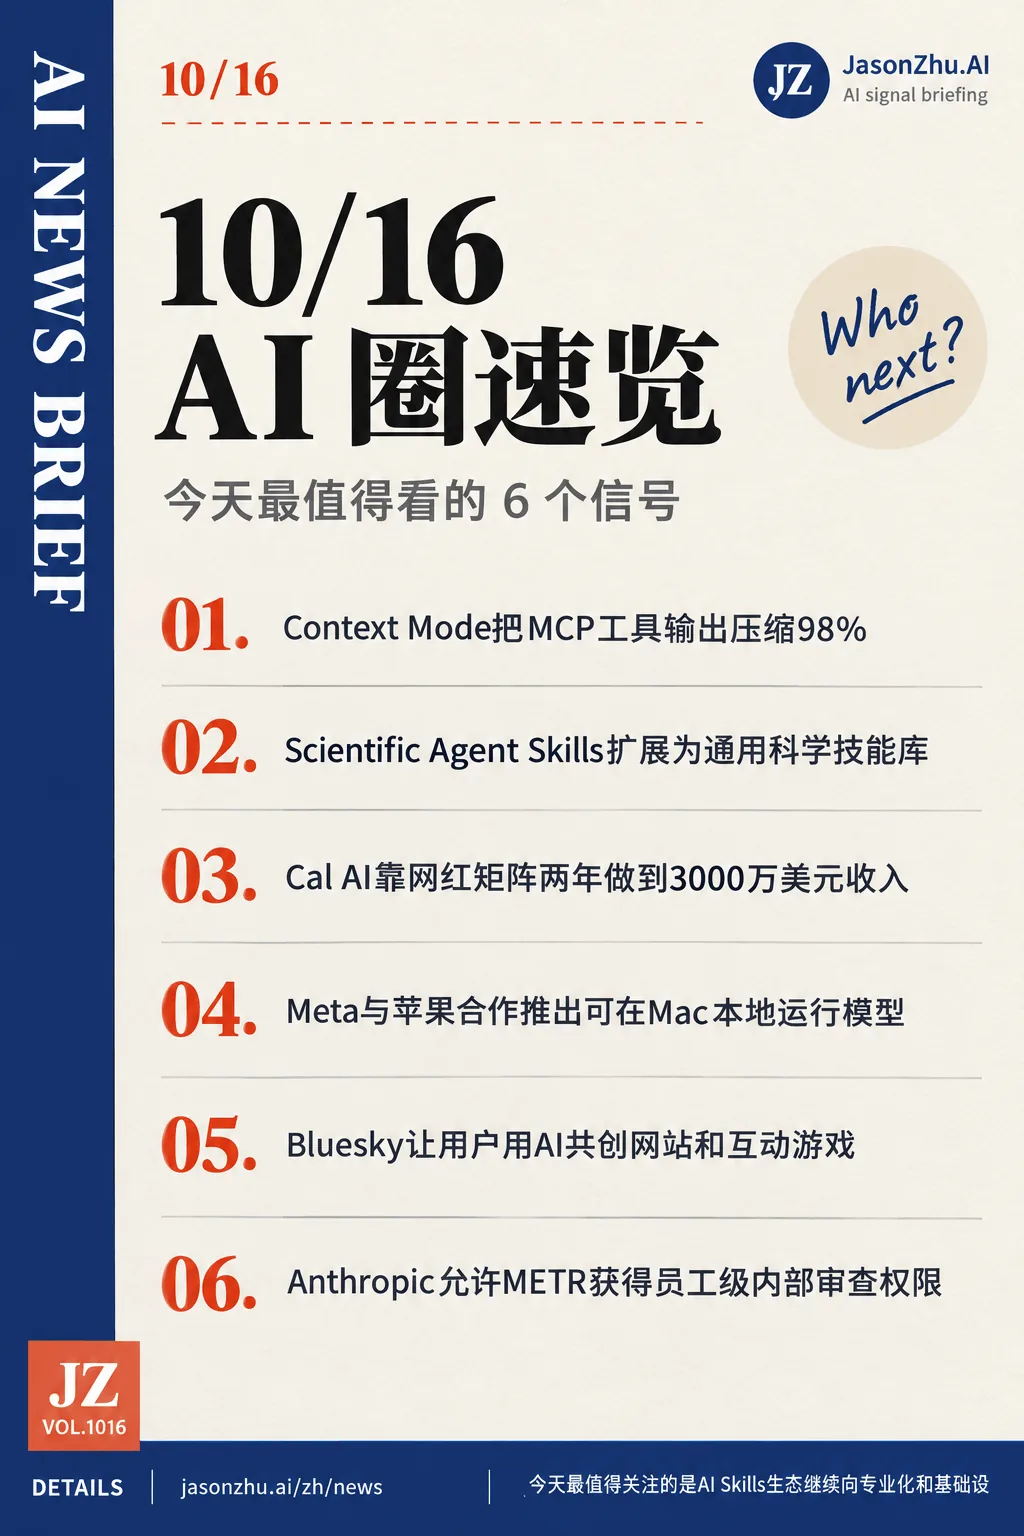 AI NEWS BRIEF
10/16
JZ
JasonZhu.AI
AI signal briefing
10/16
AI 圈速览
Who
next?
今天最值得看的 6 个信号
01. Context Mode把MCP工具输出压缩98%
02. Scientific Agent Skills扩展为通用科学技能库
03. Cal AI靠网红矩阵两年做到3000万美元收入
04. Meta与苹果合作推出可在Mac本地运行模型
05. Bluesky让用户用AI共创网站和互动游戏
06. Anthropic允许METR获得员工级内部审查权限
JZ
VOL.1016
DETAILS
jasonzhu.ai/zh/news
今天最值得关注的是AI Skills生态继续向专业化和基础设